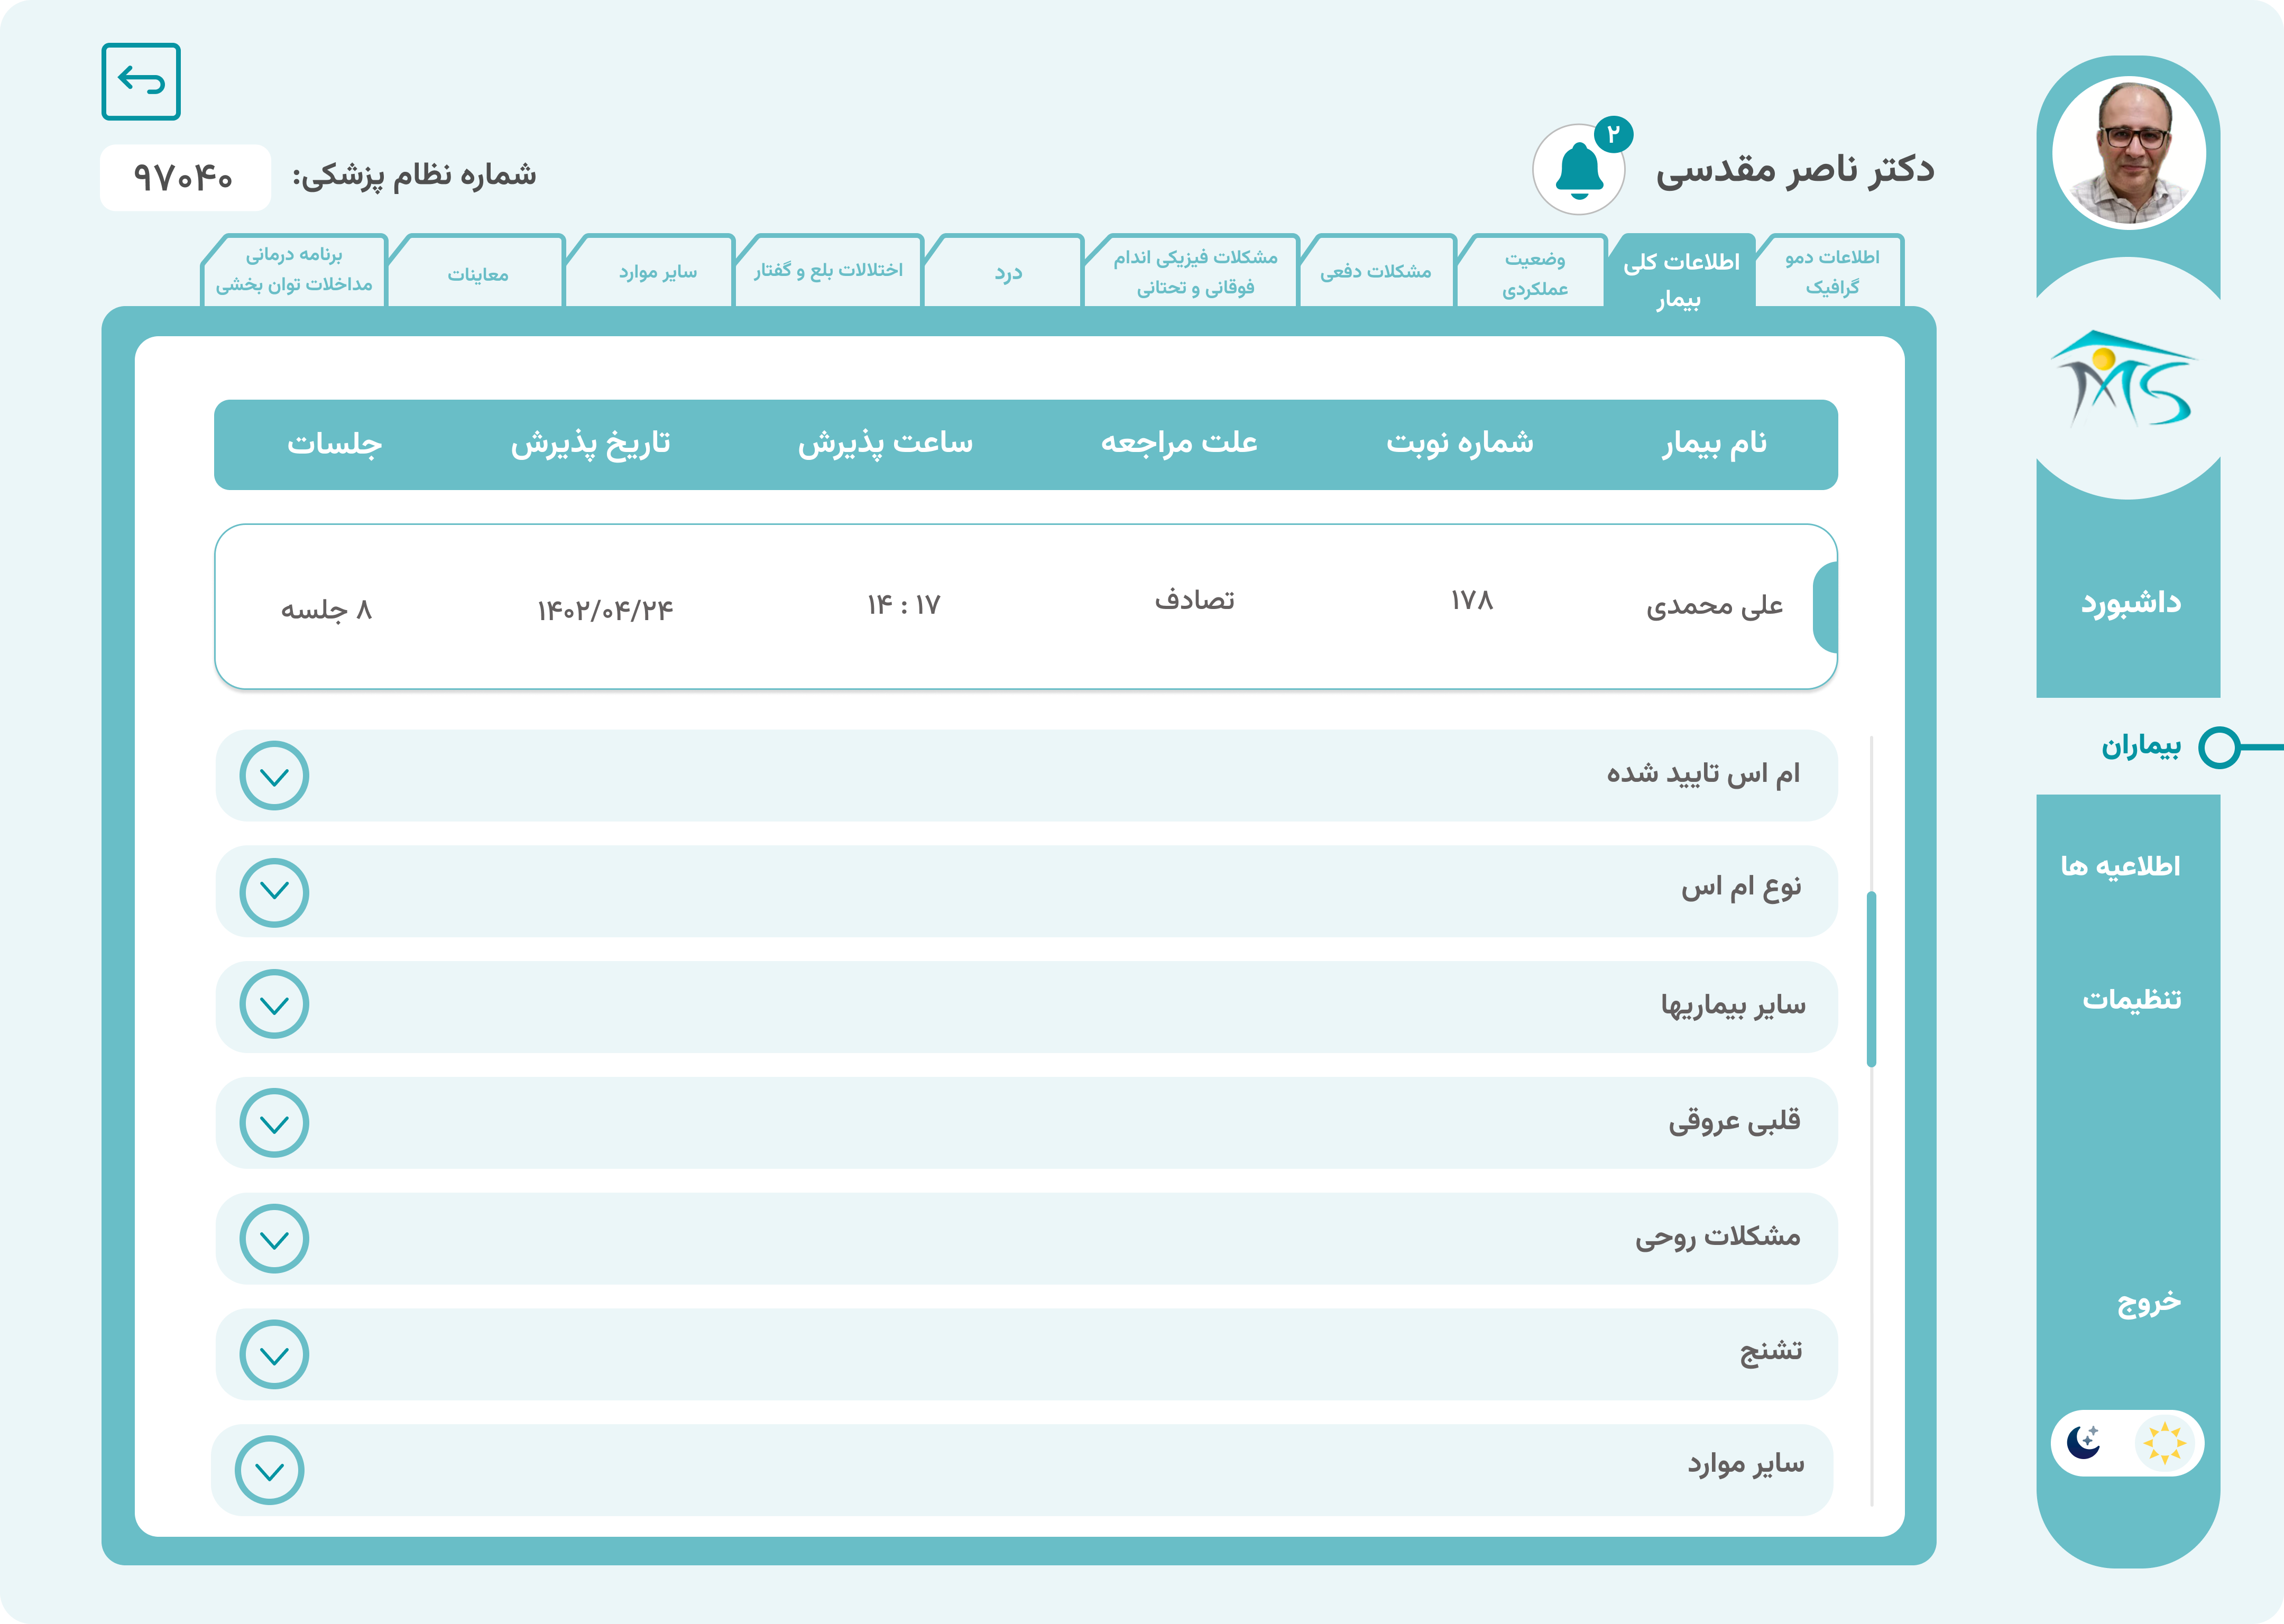 دکتر ناصر مقدسی
۲
شماره نظام پزشکی:
۹۷۰۴۰
اطلاعات دمو
گرافیک
اطلاعات کلی
بیمار
وضعیت
عملکردی
مشکلات دفعی
مشکلات فیزیکی اندام
فوقانی و تحتانی
درد
اختلالات بلع و گفتار
سایر موارد
معاینات
برنامه درمانی
مداخلات توان بخشی
MS
نام بیمار
شماره نوبت
علت مراجعه
ساعت پذیرش
تاریخ پذیرش
جلسات
علی محمدی
۱۷۸
تصادف
۱۴ : ۱۷
۱۴۰۲/۰۴/۲۴
۸ جلسه
ام اس تایید شده
نوع ام اس
سایر بیماریها
قلبی عروقی
مشکلات روحی
تشنج
سایر موارد
داشبورد
بیماران
اطلاعیه ها
تنظیمات
خروج